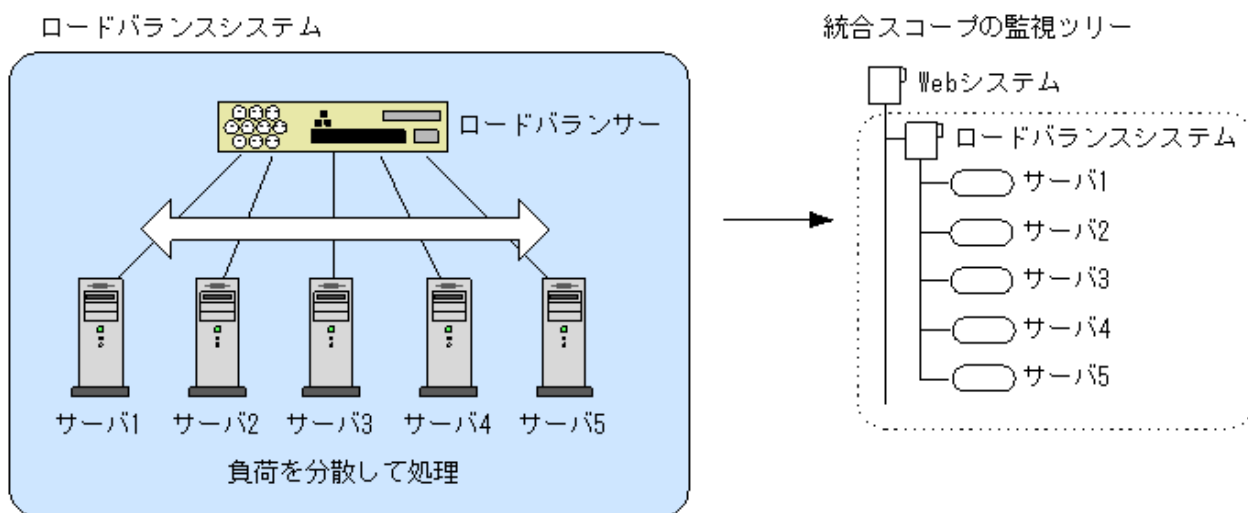 ロードバランスシステム
ロードバランサー
サーバ1
サーバ2
サーバ3
サーバ4
サーバ5
負荷を分散して処理
統合スコープの監視ツリー
Webシステム
ロードバランスシステム
サーバ1
サーバ2
サーバ3
サーバ4
サーバ5